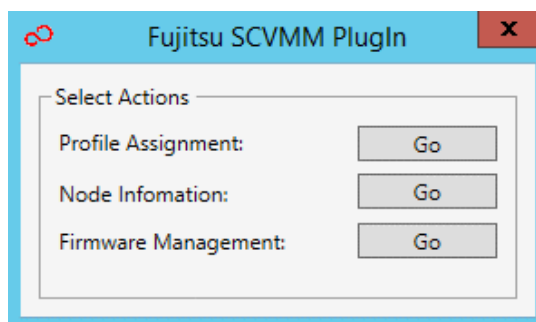 Fujitsu SCVMM PlugIn
x
Select Actions
Profile Assignment: Go
Node Infomation: Go
Firmware Management: Go